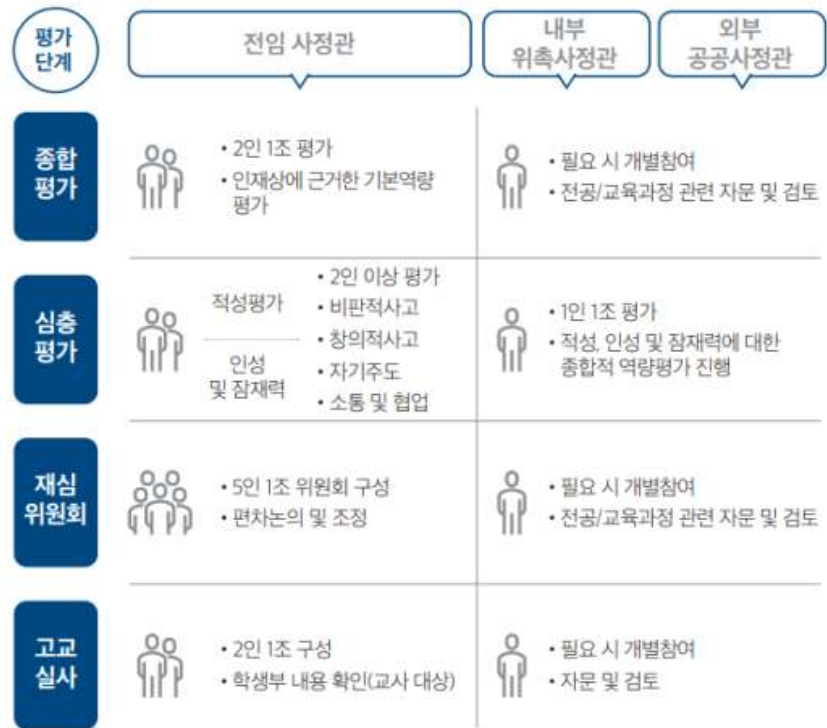 평가
단계
전임 사정관
내부
위촉사정관
외부
공공사정관
종합
평가
• 2인 1조 평가
• 인재상에 근거한 기본역량
평가
• 필요 시 개별참여
• 전공/교육과정 관련 자문 및 검토
심층
평가
적성평가
인성
및 잠재력
• 2인 이상 평가
• 비판적사고
• 창의적사고
• 자기주도
• 소통 및 협업
• 1인 1조 평가
• 적성, 인성 및 잠재력에 대한
종합적 역량평가 진행
재심
위원회
• 5인 1조 위원회 구성
• 편차논의 및 조정
• 필요 시 개별참여
• 전공/교육과정 관련 자문 및 검토
고교
실사
• 2인 1조 구성
• 학생부 내용 확인(교사 대상)
• 필요 시 개별참여
• 자문 및 검토